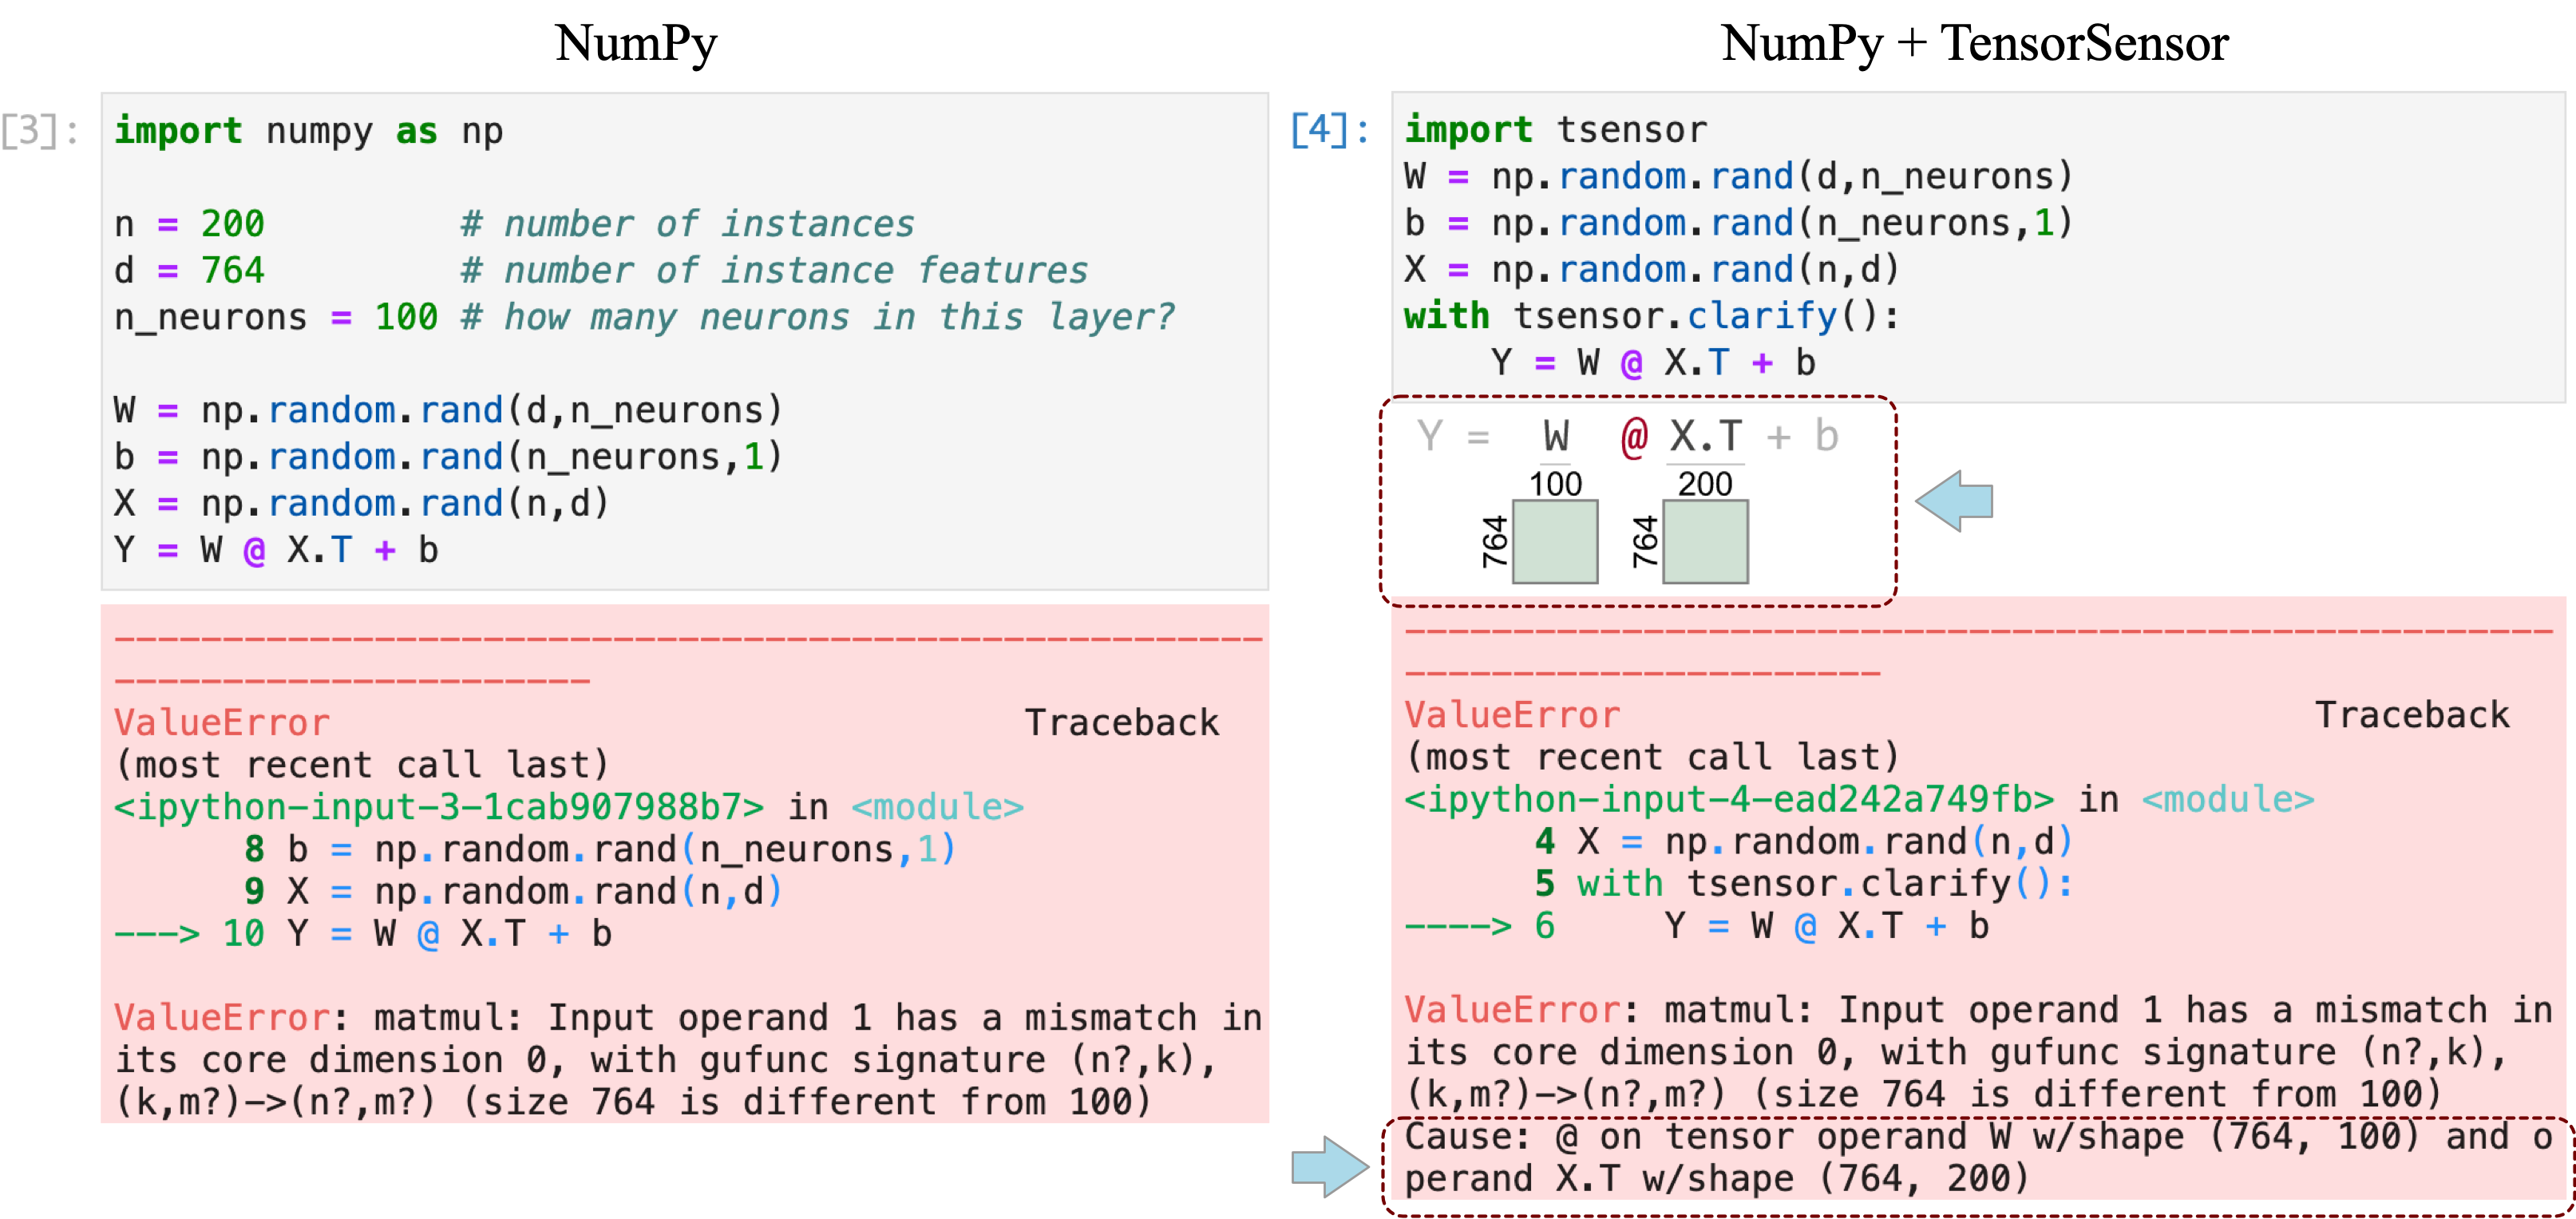 NumPy
[3]:
import numpy as np
n = 200 # number of instances
d = 764 # number of instance features
n_neurons = 100 # how many neurons in this layer?
W = np.random.rand(d,n_neurons)
b = np.random.rand(n_neurons,1)
X = np.random.rand(n,d)
Y = W @ X.T + b
---------------------------------------------------------------------------
ValueError Traceback
(most recent call last)
<ipython-input-3-1cab907988b7> in <module>
8 b = np.random.rand(n_neurons,1)
9 X = np.random.rand(n,d)
---> 10 Y = W @ X.T + b
ValueError: matmul: Input operand 1 has a mismatch in
its core dimension 0, with gufunc signature (n?,k),
(k,m?)->(n?,m?) (size 764 is different from 100)
NumPy + TensorSensor
[4]:
import tsensor
W = np.random.rand(d,n_neurons)
b = np.random.rand(n_neurons,1)
X = np.random.rand(n,d)
with tsensor.clarify():
Y = W @ X.T + b
Y = W @ X.T + b
100 200
764 764
---------------------------------------------------------------------------
ValueError Traceback
(most recent call last)
<ipython-input-4-ead242a749fb> in <module>
4 X = np.random.rand(n,d)
5 with tsensor.clarify():
----> 6 Y = W @ X.T + b
ValueError: matmul: Input operand 1 has a mismatch in
its core dimension 0, with gufunc signature (n?,k),
(k,m?)->(n?,m?) (size 764 is different from 100)
Cause: @ on tensor operand W w/shape (764, 100) and o
perand X.T w/shape (764, 200)